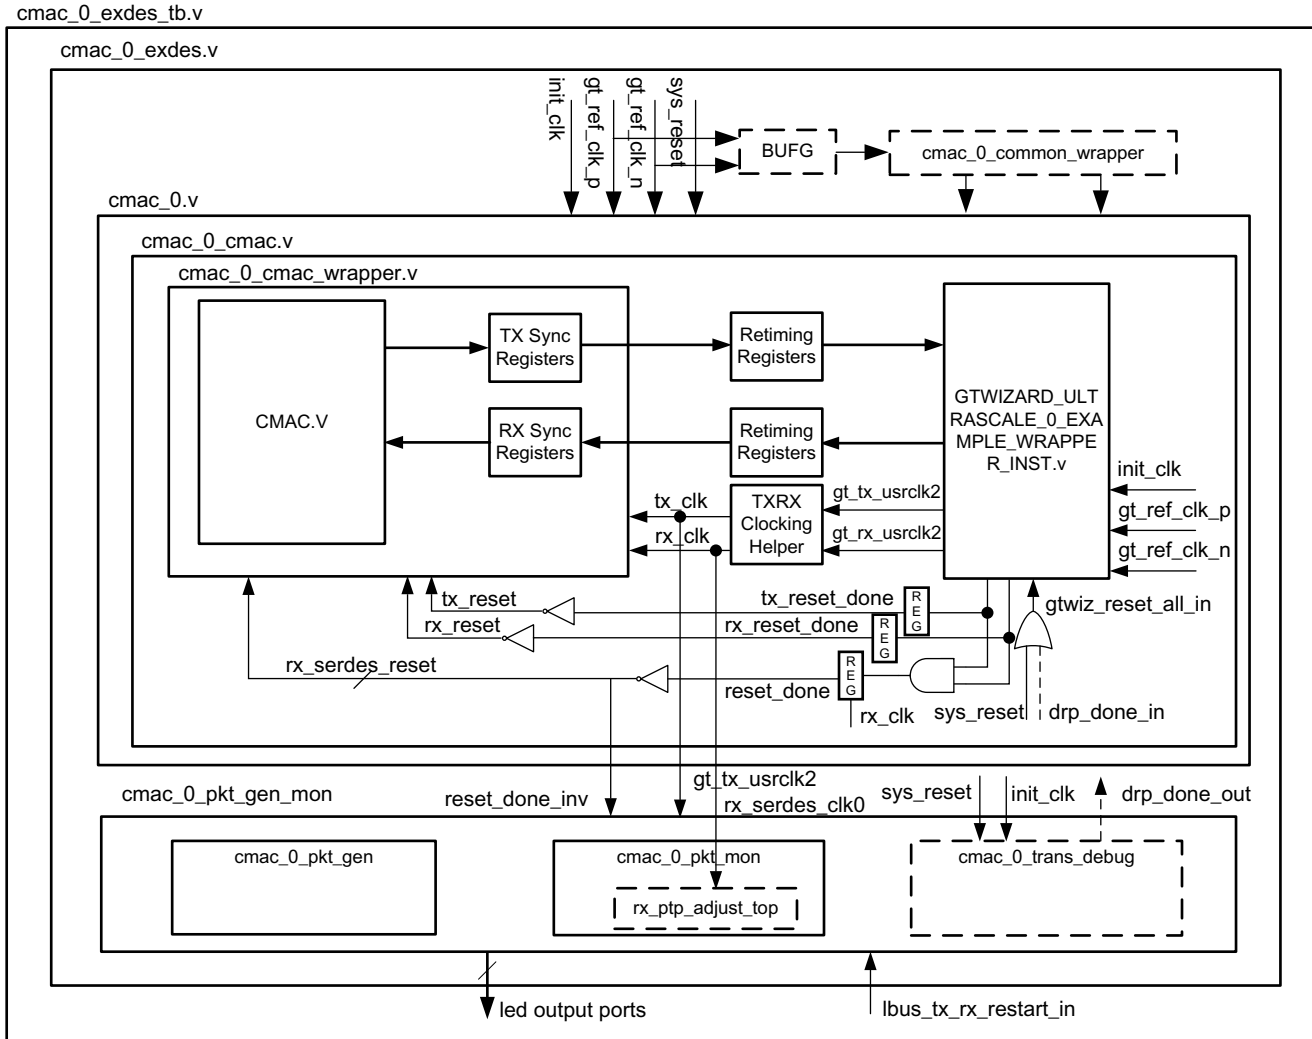 cmac_0_exdes_tb.v
cmac_0_exdes.v
init_clk
gt_ref_clk_p
gt_ref_clk_n
sys_reset
BUFG
cmac_0_common_wrapper
cmac_0.v
cmac_0_cmac.v
cmac_0_cmac_wrapper.v
CMAC.V
TX Sync
Registers
RX Sync
Registers
Retiming
Registers
Retiming
Registers
GTWIZARD_ULT
RASCALE_0_EXA
MPLE_WRAPPE
R_INST.v
init_clk
gt_ref_clk_p
gt_ref_clk_n
tx_clk
rx_clk
TXRX
Clocking
Helper
gt_tx_usrclk2
gt_rx_usrclk2
tx_reset
tx_reset_done
REG
gtwiz_reset_all_in
rx_reset
rx_reset_done
REG
rx_serdes_reset
reset_done
REG
rx_clk
sys_reset
drp_done_in
cmac_0_pkt_gen_mon
reset_done_inv
gt_tx_usrclk2
rx_serdes_clk0
sys_reset
init_clk
drp_done_out
cmac_0_pkt_gen
cmac_0_pkt_mon
rx_ptp_adjust_top
cmac_0_trans_debug
led output ports
lbus_tx_rx_restart_in